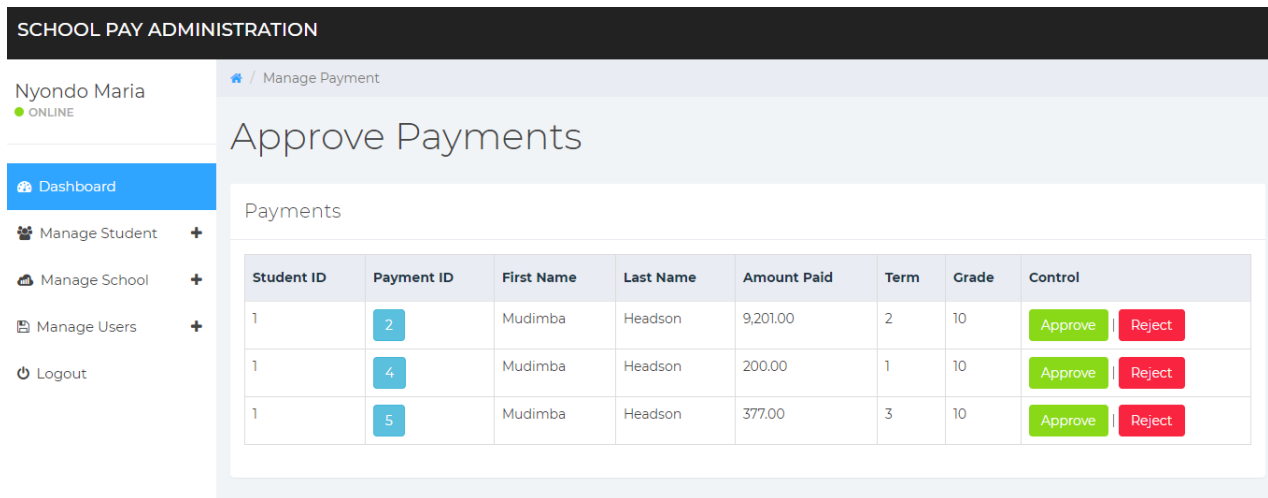 SCHOOL PAY ADMINISTRATION
Nyondo Maria
ONLINE
Dashboard
Manage Student
Manage School
Manage Users
Logout
/ Manage Payment
Approve Payments
Payments
Student ID Payment ID First Name Last Name Amount Paid Term Grade Control
1 2 Mudimba Headson 9,201.00 2 10 Approve | Reject
1 4 Mudimba Headson 200.00 1 10 Approve | Reject
1 5 Mudimba Headson 377.00 3 10 Approve | Reject